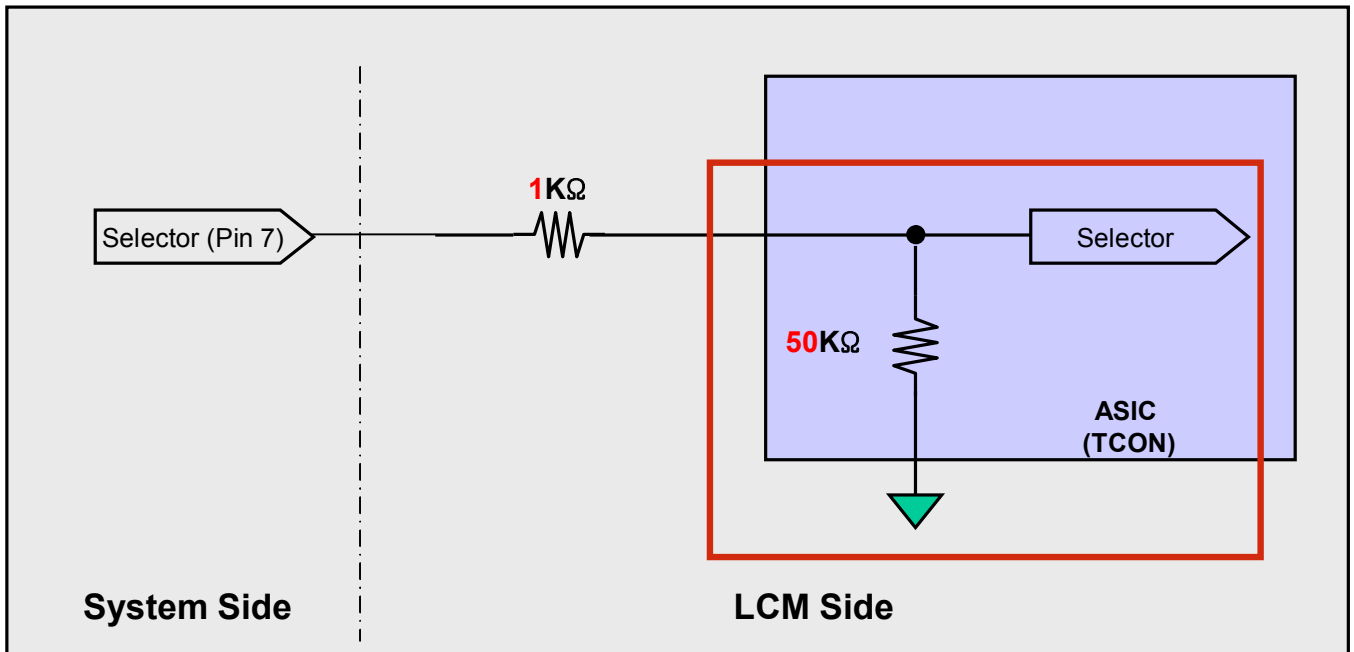 1KΩ
Selector (Pin 7)
Selector
50KΩ
ASIC
(TCON)
System Side
LCM Side